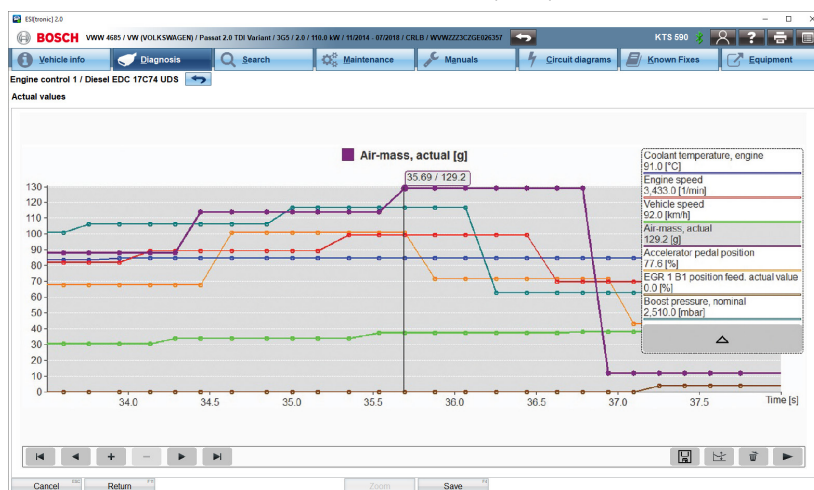 ESI[tronic] 2.0
BOSCH VWW 4685 / VW (VOLKSWAGEN) / Passat 2.0 TDI Variant / 3G5 / 2.0 / 110.0 kW / 11/2014 - 07/2018 / CRLB / WVWZZZ3CZGE026357 KTS 590
Vehicle info Diagnosis Search Maintenance Manuals Circuit diagrams Known Fixes Equipment
Engine control 1 / Diesel EDC 17C74 UDS
Actual values
Air-mass, actual [g]
35.69 / 129.2
130
120
110
100
90
80
70
60
50
40
30
20
10
0
34.0 34.5 35.0 35.5 36.0 36.5 37.0 37.5 Time [s]
Coolant temperature, engine
91.0 [°C]
Engine speed
3,433.0 [1/min]
Vehicle speed
92.0 [km/h]
Air-mass, actual
129.2 [g]
Accelerator pedal position
77.6 [%]
EGR 1 B1 position feed. actual value
0.0 [%]
Boost pressure, nominal
2,510.0 [mbar]
Cancel Return Zoom Save